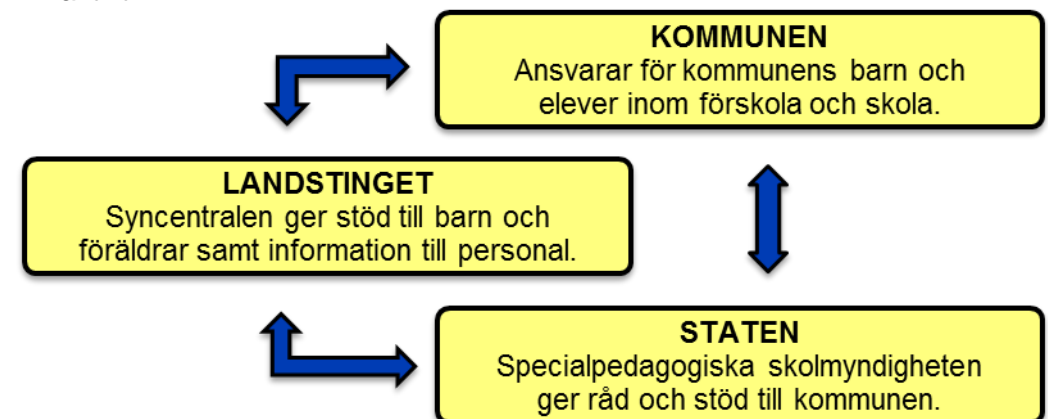 KOMMUNEN
Ansvarar för kommunens barn och
elever inom förskola och skola.
LANDSTINGET
Syncentralen ger stöd till barn och
föräldrar samt information till personal.
STATEN
Specialpedagogiska skolmyndigheten
ger råd och stöd till kommunen.